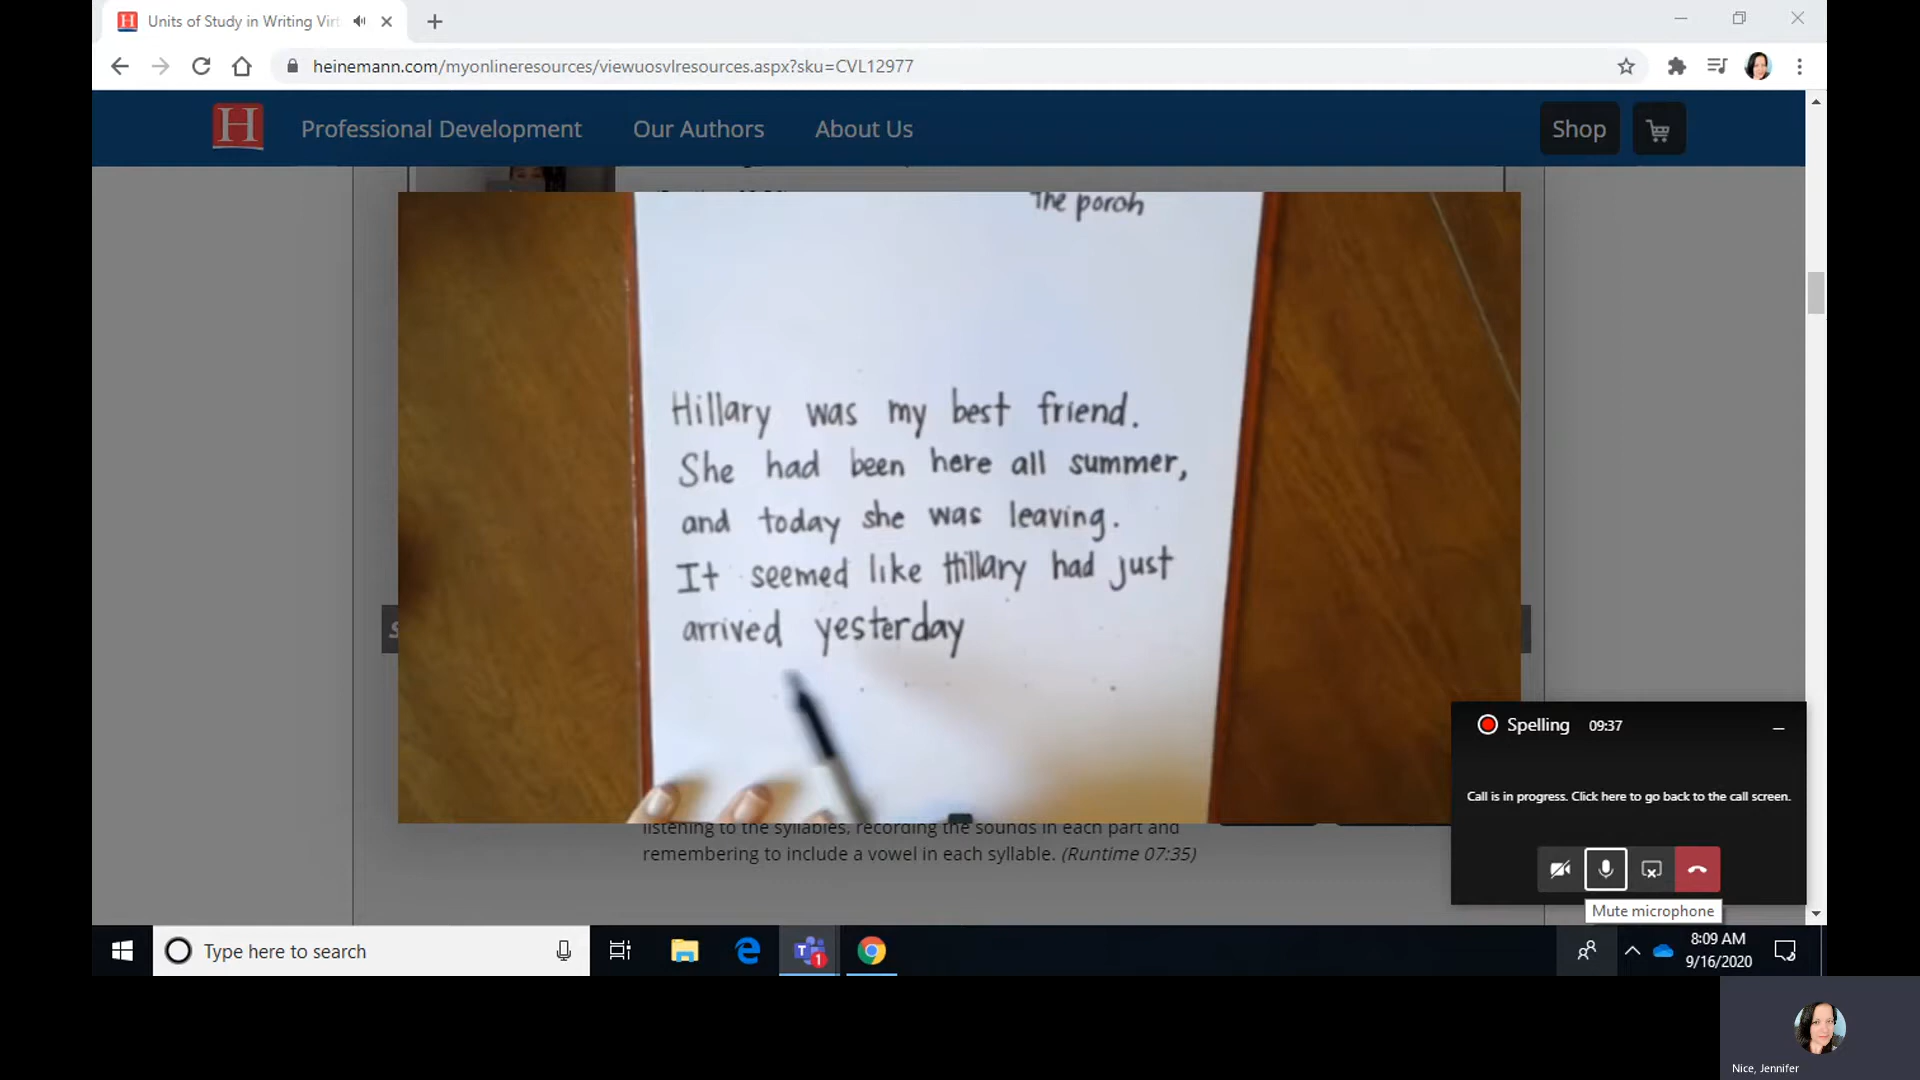 Units of Study in Writing Virt
heinemann.com/myonlineresources/viewuosvlresources.aspx?sku=CVL12977
H Professional Development Our Authors About Us Shop
The porch
Hillary was my best friend.
She had been here all summer,
and today she was leaving.
It seemed like Hillary had just
arrived yesterday
Spelling 09:37
Call is in progress. Click here to go back to the call screen.
listening to the syllables, recording the sounds in each part and
remembering to include a vowel in each syllable. (Runtime 07:35)
Mute microphone
Type here to search
8:09 AM
9/16/2020
Nice, Jennifer